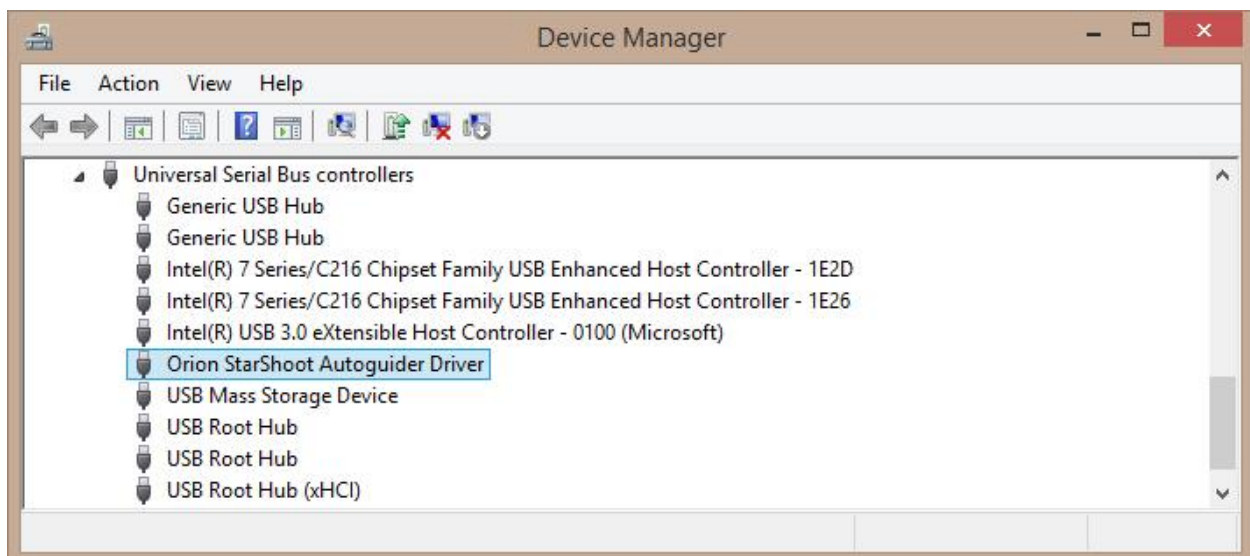 Device Manager
File Action View Help
Universal Serial Bus controllers
Generic USB Hub
Generic USB Hub
Intel(R) 7 Series/C216 Chipset Family USB Enhanced Host Controller - 1E2D
Intel(R) 7 Series/C216 Chipset Family USB Enhanced Host Controller - 1E26
Intel(R) USB 3.0 eXtensible Host Controller - 0100 (Microsoft)
Orion StarShoot Autoguider Driver
USB Mass Storage Device
USB Root Hub
USB Root Hub
USB Root Hub (xHCI)